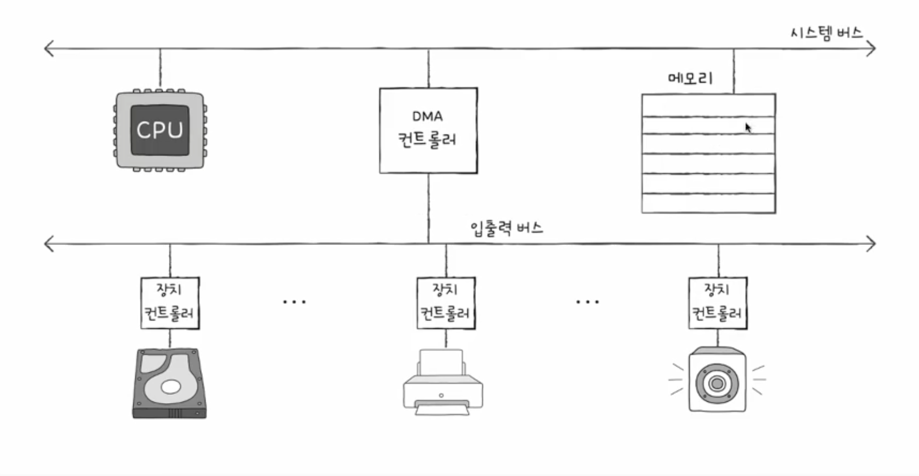 시스템 버스
메모리
CPU
DMA
컨트롤러
입출력 버스
장치
컨트롤러
...
장치
컨트롤러
...
장치
컨트롤러